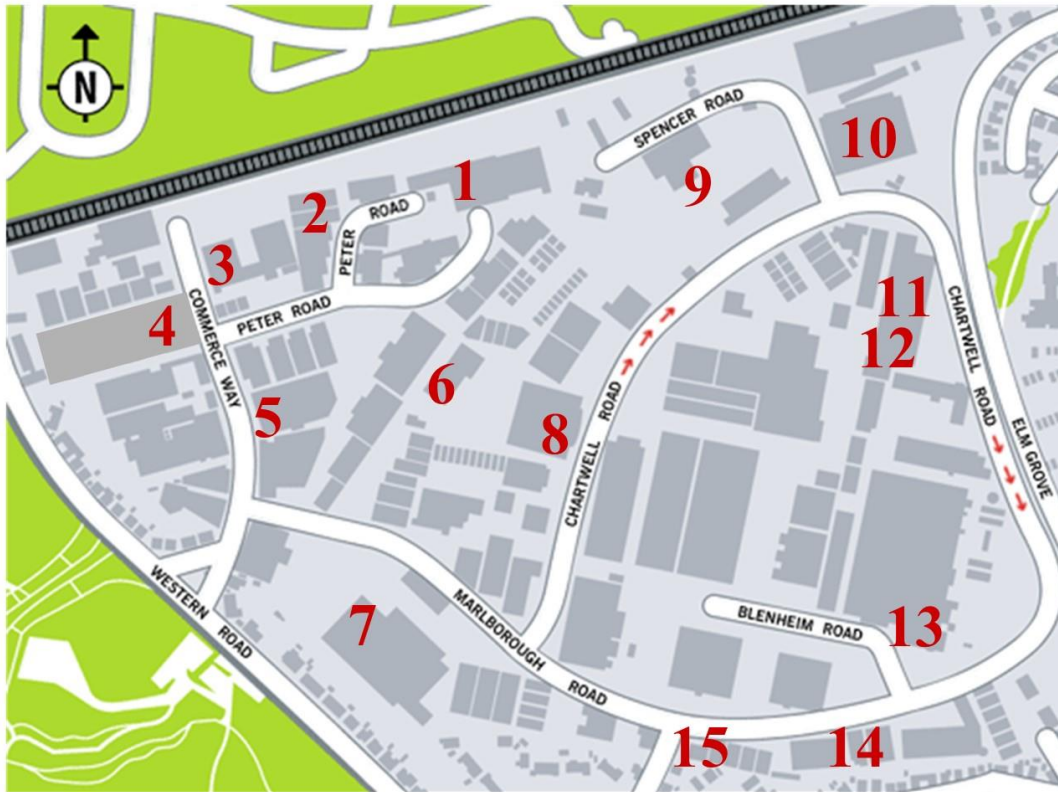 N
SPENCER ROAD
10
1
9
2
ROAD
PETER
3
COMMERCE WAY
PETER ROAD
4
11
CHARTWELL ROAD
12
6
5
8
CHARTWELL ROAD
ELM GROVE
WESTERN ROAD
7
MARLBOROUGH ROAD
BLENHEIM ROAD
13
15
14